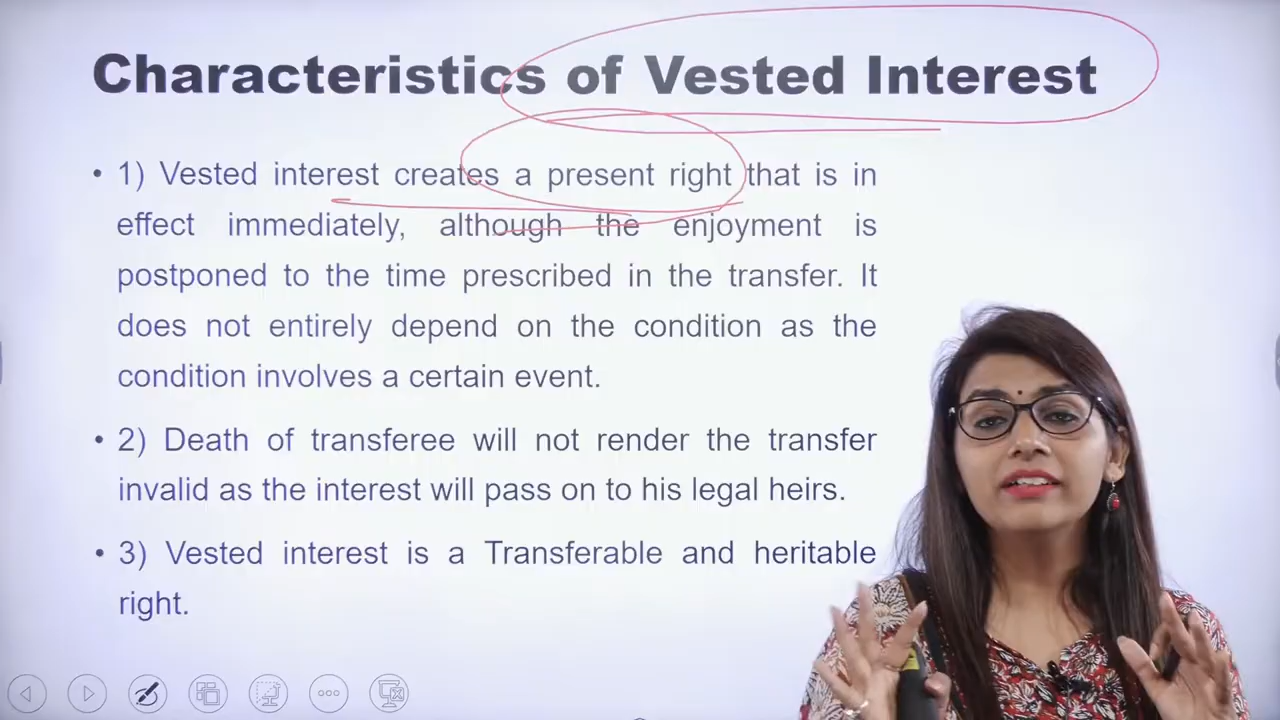 Characteristics of Vested Interest
• 1) Vested interest creates a present right that is in
effect immediately, although the enjoyment is
postponed to the time prescribed in the transfer. It
does not entirely depend on the condition as the
condition involves a certain event.
• 2) Death of transferee will not render the transfer
invalid as the interest will pass on to his legal heirs.
• 3) Vested interest is a Transferable and heritable
right.